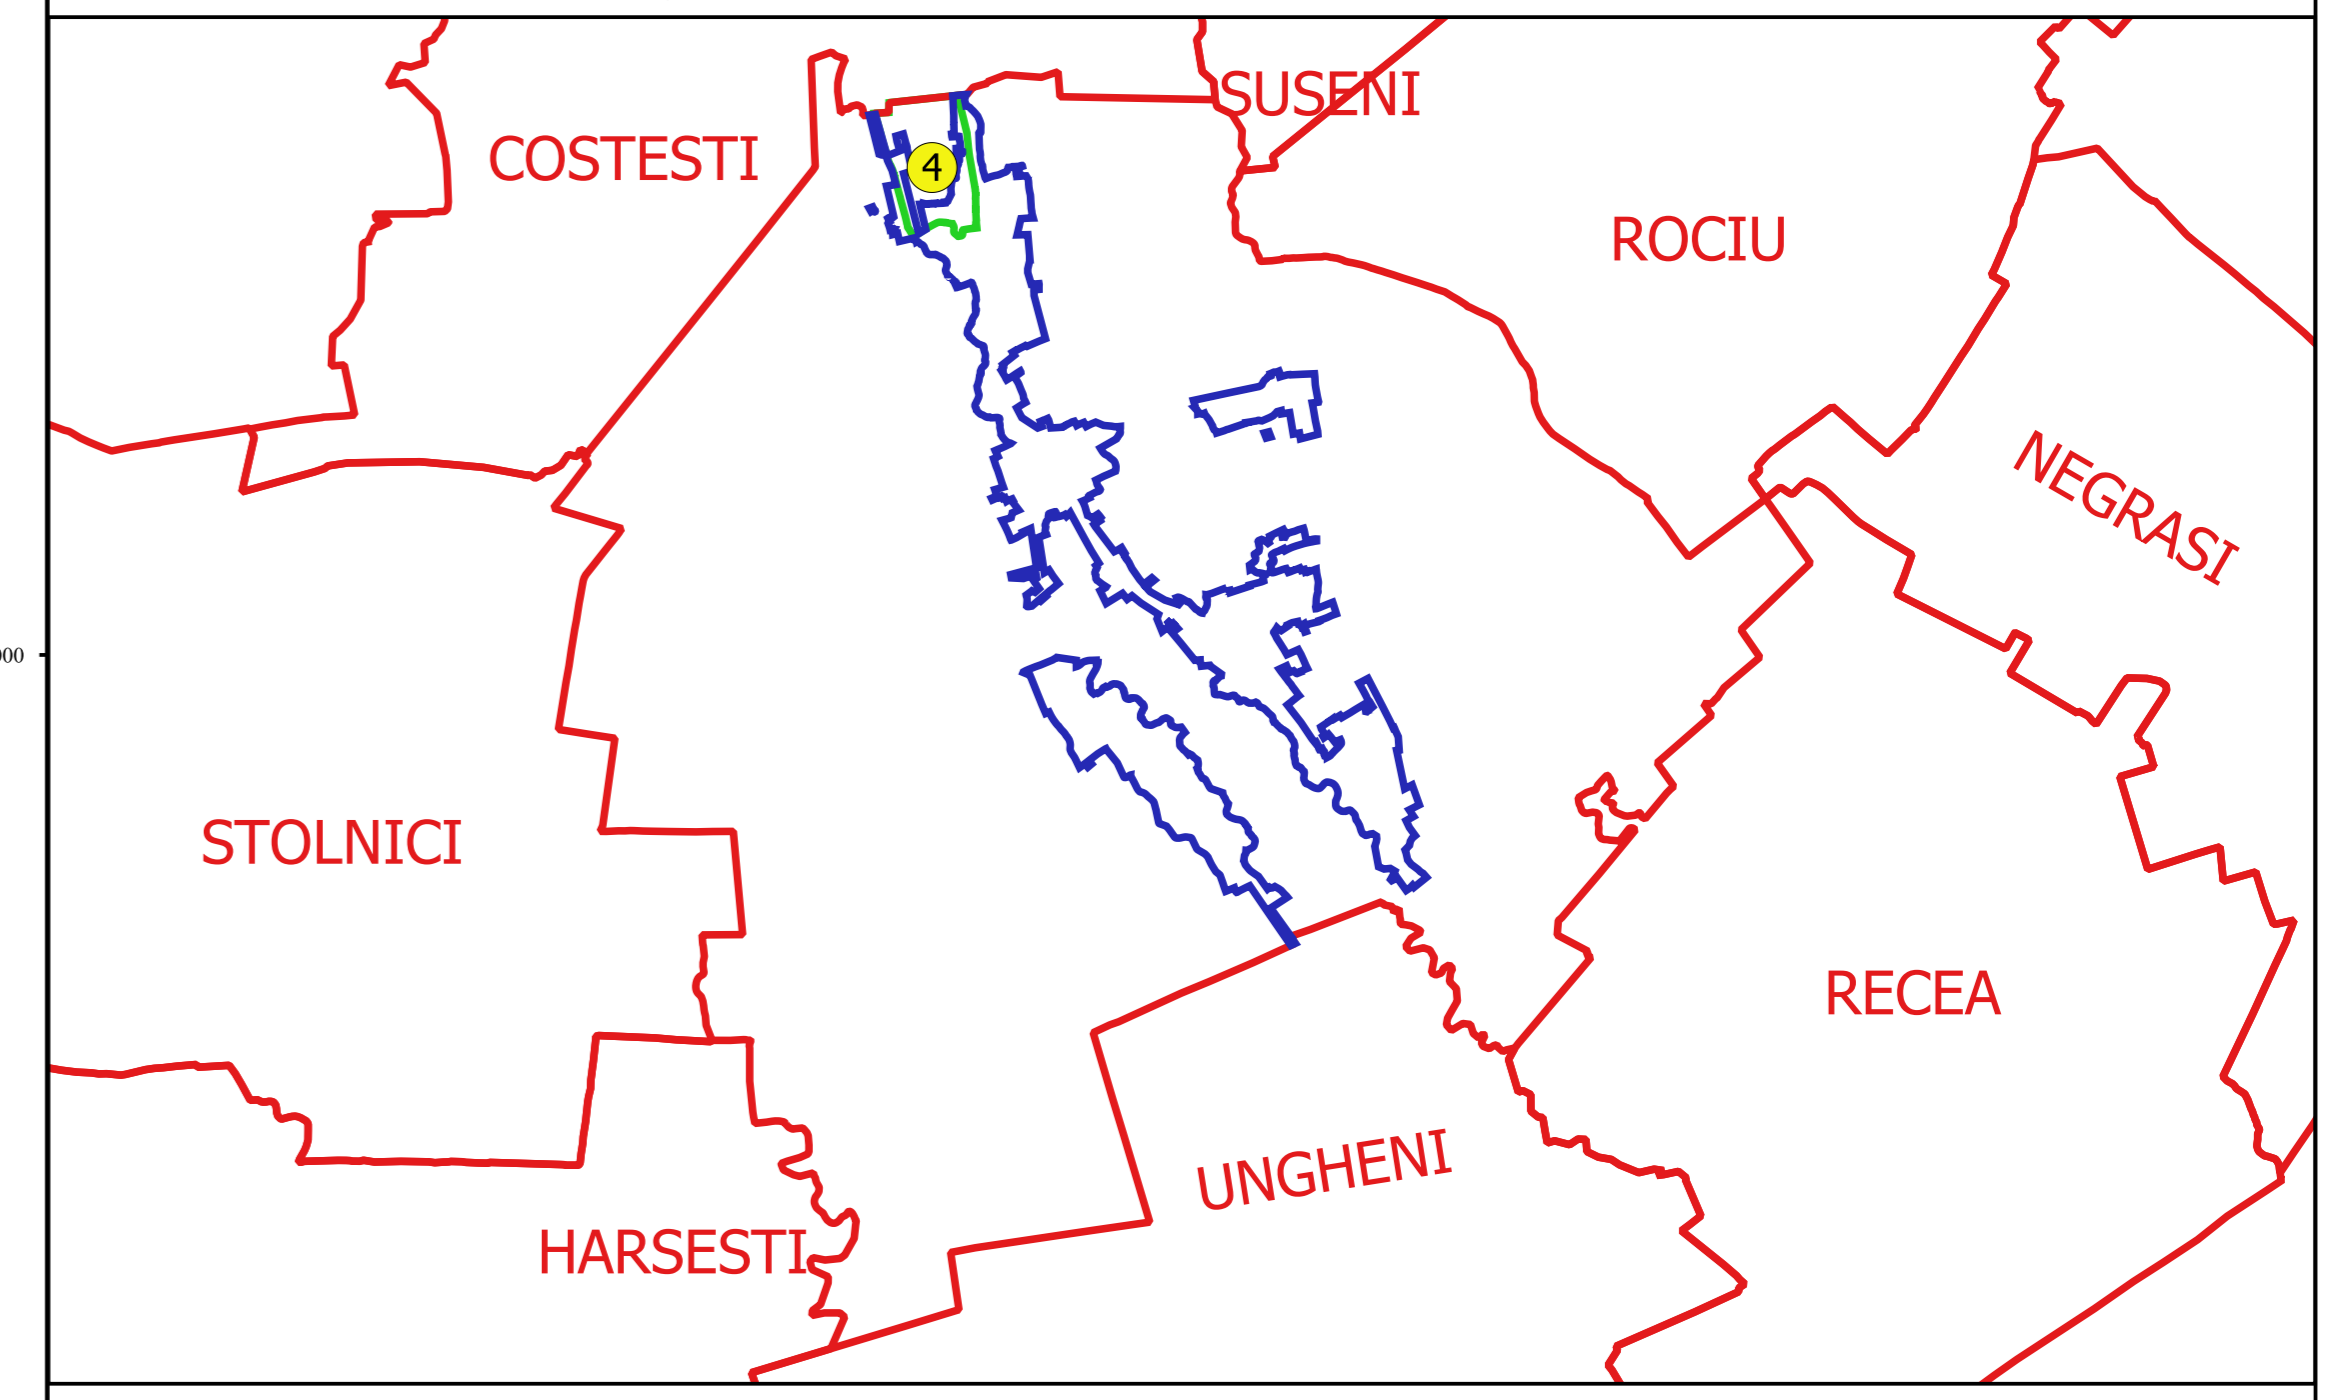 SUSENI
COSTESTI
4
ROCIU
NEGRASI
000
STOLNICI
RECEA
UNGHENI
HARSESTI